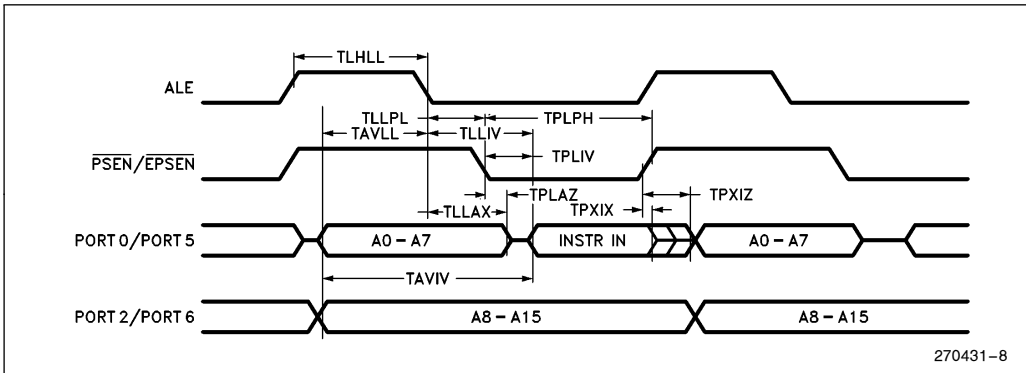 TLHLL
ALE
TLLPL
TPLPH
TAVLL
TLLIV
PSEN/EPSEN
TPLIV
TPLAZ
TPXIZ
TLLAX
TPXIX
PORT 0/PORT 5
A0 – A7
INSTR IN
A0 – A7
TAVIV
PORT 2/PORT 6
A8 – A15
A8 – A15
270431–8